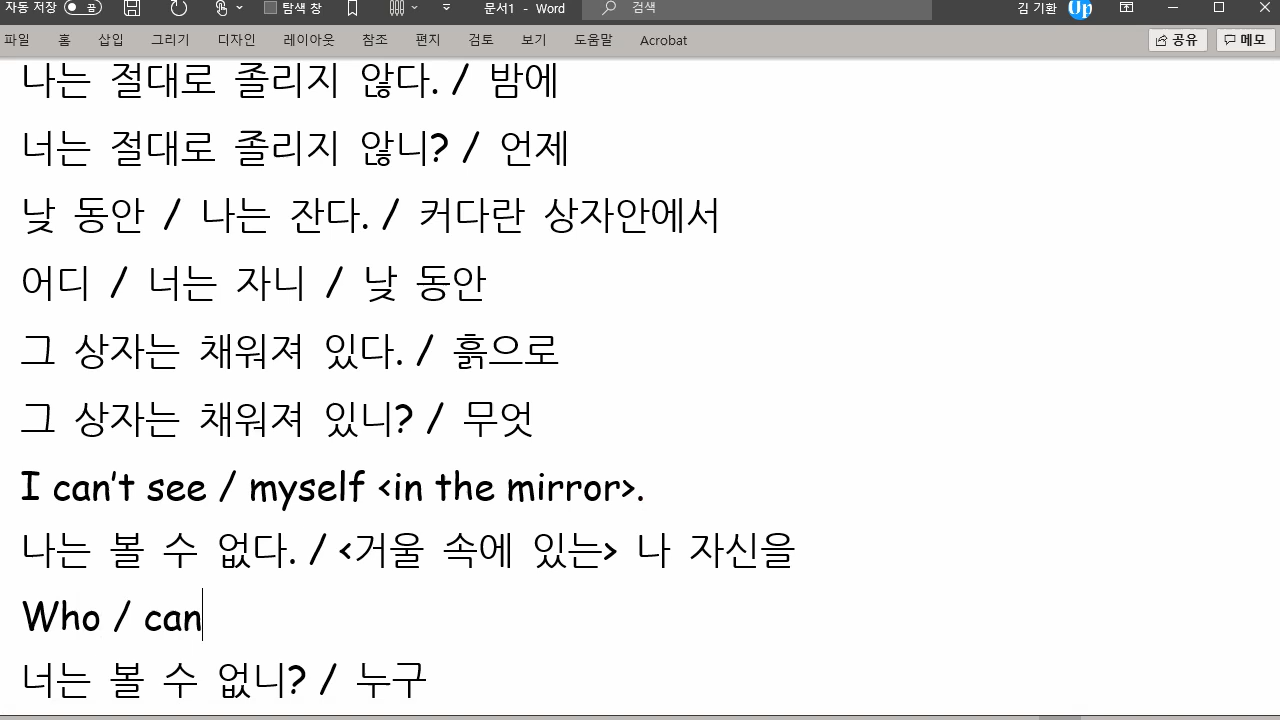 자동 저장 끔 탐색 창 문서1 - Word 검색 김 기환 Up
파일 홈 삽입 그리기 디자인 레이아웃 참조 편지 검토 보기 도움말 Acrobat 공유 메모
나는 절대로 졸리지 않다. / 밤에
너는 절대로 졸리지 않니? / 언제
낮 동안 / 나는 잔다. / 커다란 상자안에서
어디 / 너는 자니 / 낮 동안
그 상자는 채워져 있다. / 흙으로
그 상자는 채워져 있니? / 무엇
I can't see / myself <in the mirror>.
나는 볼 수 없다. / <거울 속에 있는> 나 자신을
Who / can
너는 볼 수 없니? / 누구